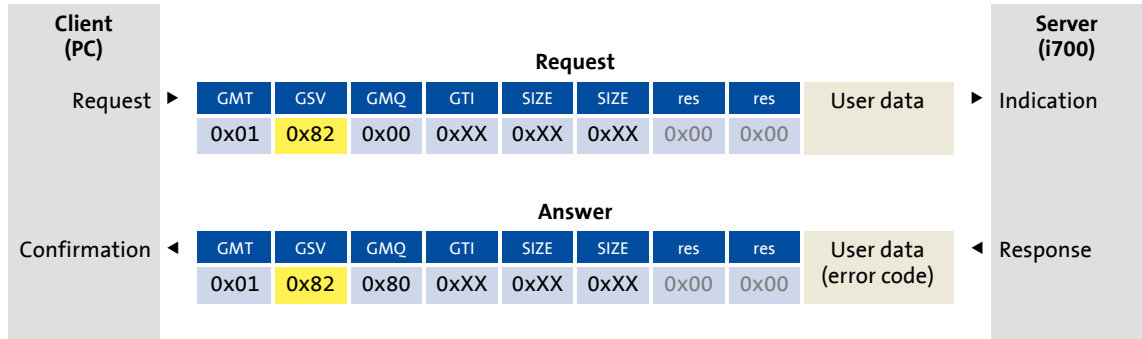 Client
(PC)
Server
(i700)
Request
Request ►
GMT GSV GMQ GTI SIZE SIZE res res
0x01 0x82 0x00 0xXX 0xXX 0xXX 0x00 0x00
User data
► Indication
Answer
Confirmation ◄
GMT GSV GMQ GTI SIZE SIZE res res
0x01 0x82 0x80 0xXX 0xXX 0xXX 0x00 0x00
User data
(error code)
◄ Response